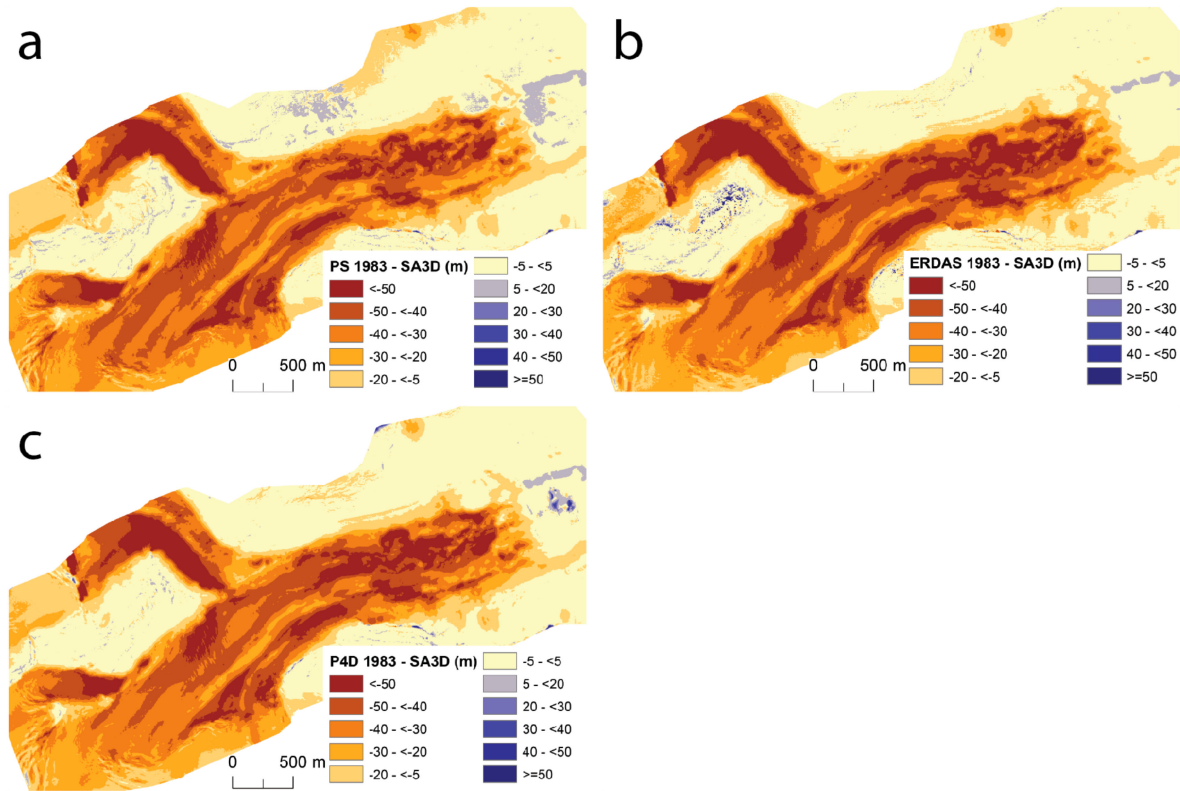 a
PS 1983 - SA3D (m)
<-50
-50 - <-40
-40 - <-30
-30 - <-20
-20 - <-5
-5 - <5
5 - <20
20 - <30
30 - <40
40 - <50
>=50
0 500 m
b
ERDAS 1983 - SA3D (m)
<-50
-50 - <-40
-40 - <-30
-30 - <-20
-20 - <-5
-5 - <5
5 - <20
20 - <30
30 - <40
40 - <50
>=50
0 500 m
c
P4D 1983 - SA3D (m)
<-50
-50 - <-40
-40 - <-30
-30 - <-20
-20 - <-5
-5 - <5
5 - <20
20 - <30
30 - <40
40 - <50
>=50
0 500 m